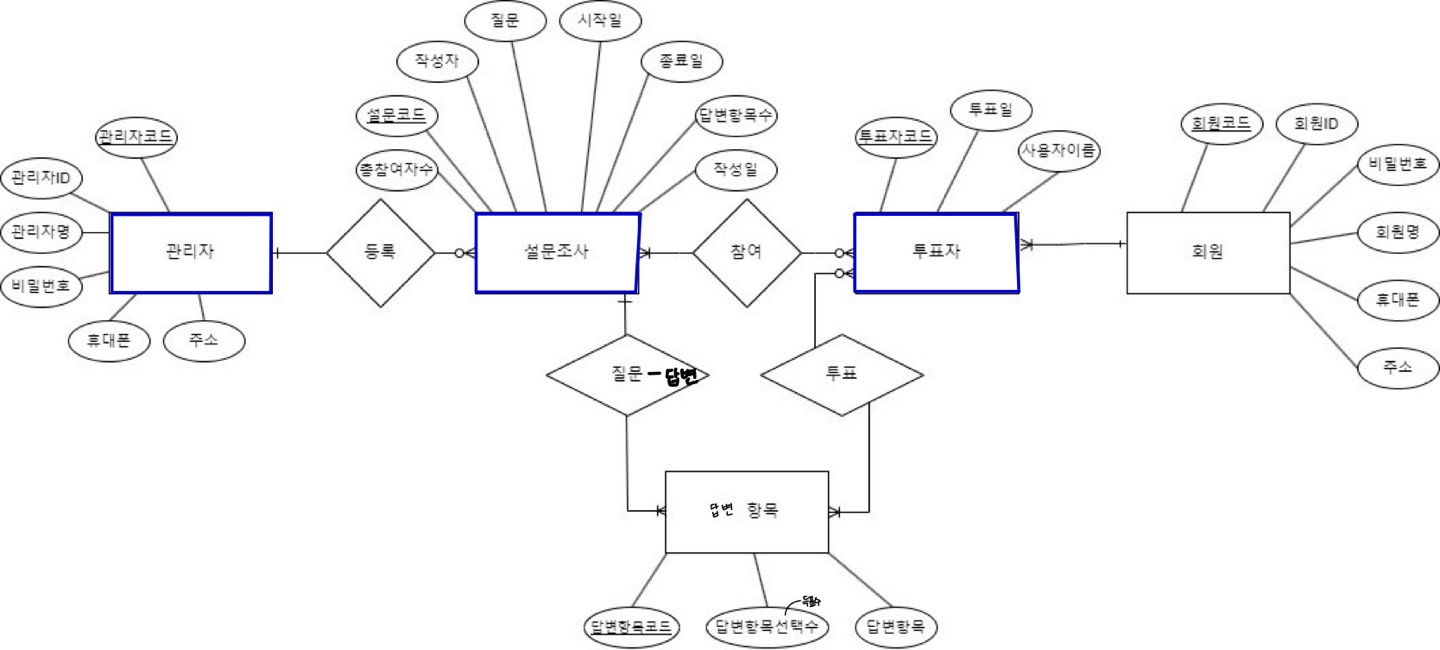 질문
시작일
작성자
종료일
설문코드
답변항목수
총참여자수
작성일
관리자코드
관리자ID
관리자명
비밀번호
휴대폰
주소
투표자코드
투표일
사용자이름
회원코드
회원ID
비밀번호
회원명
휴대폰
주소
관리자
등록
설문조사
참여
투표자
회원
질문 - 답변
투표
답변 항목
답변항목코드
답변항목선택수
답변항목